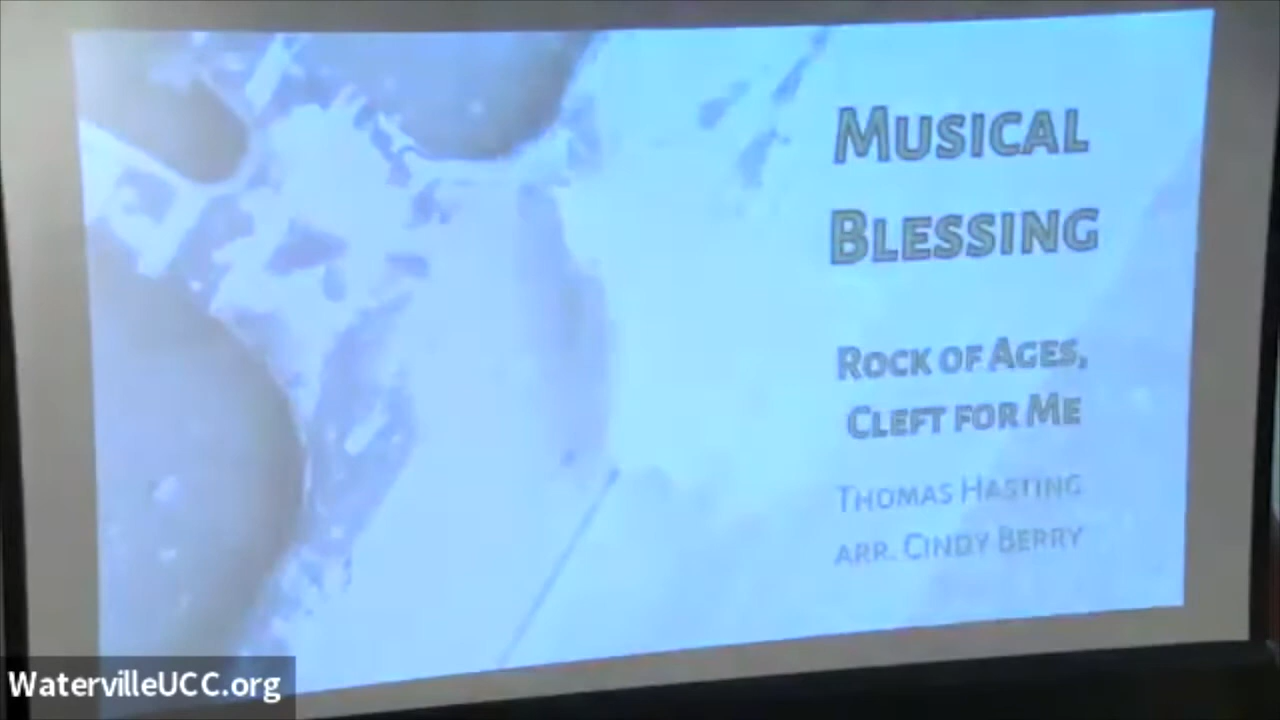 Musical
Blessing
Rock of Ages,
Cleft for Me
Thomas Hasting
arr. Cindy Berry
WatervilleUCC.org